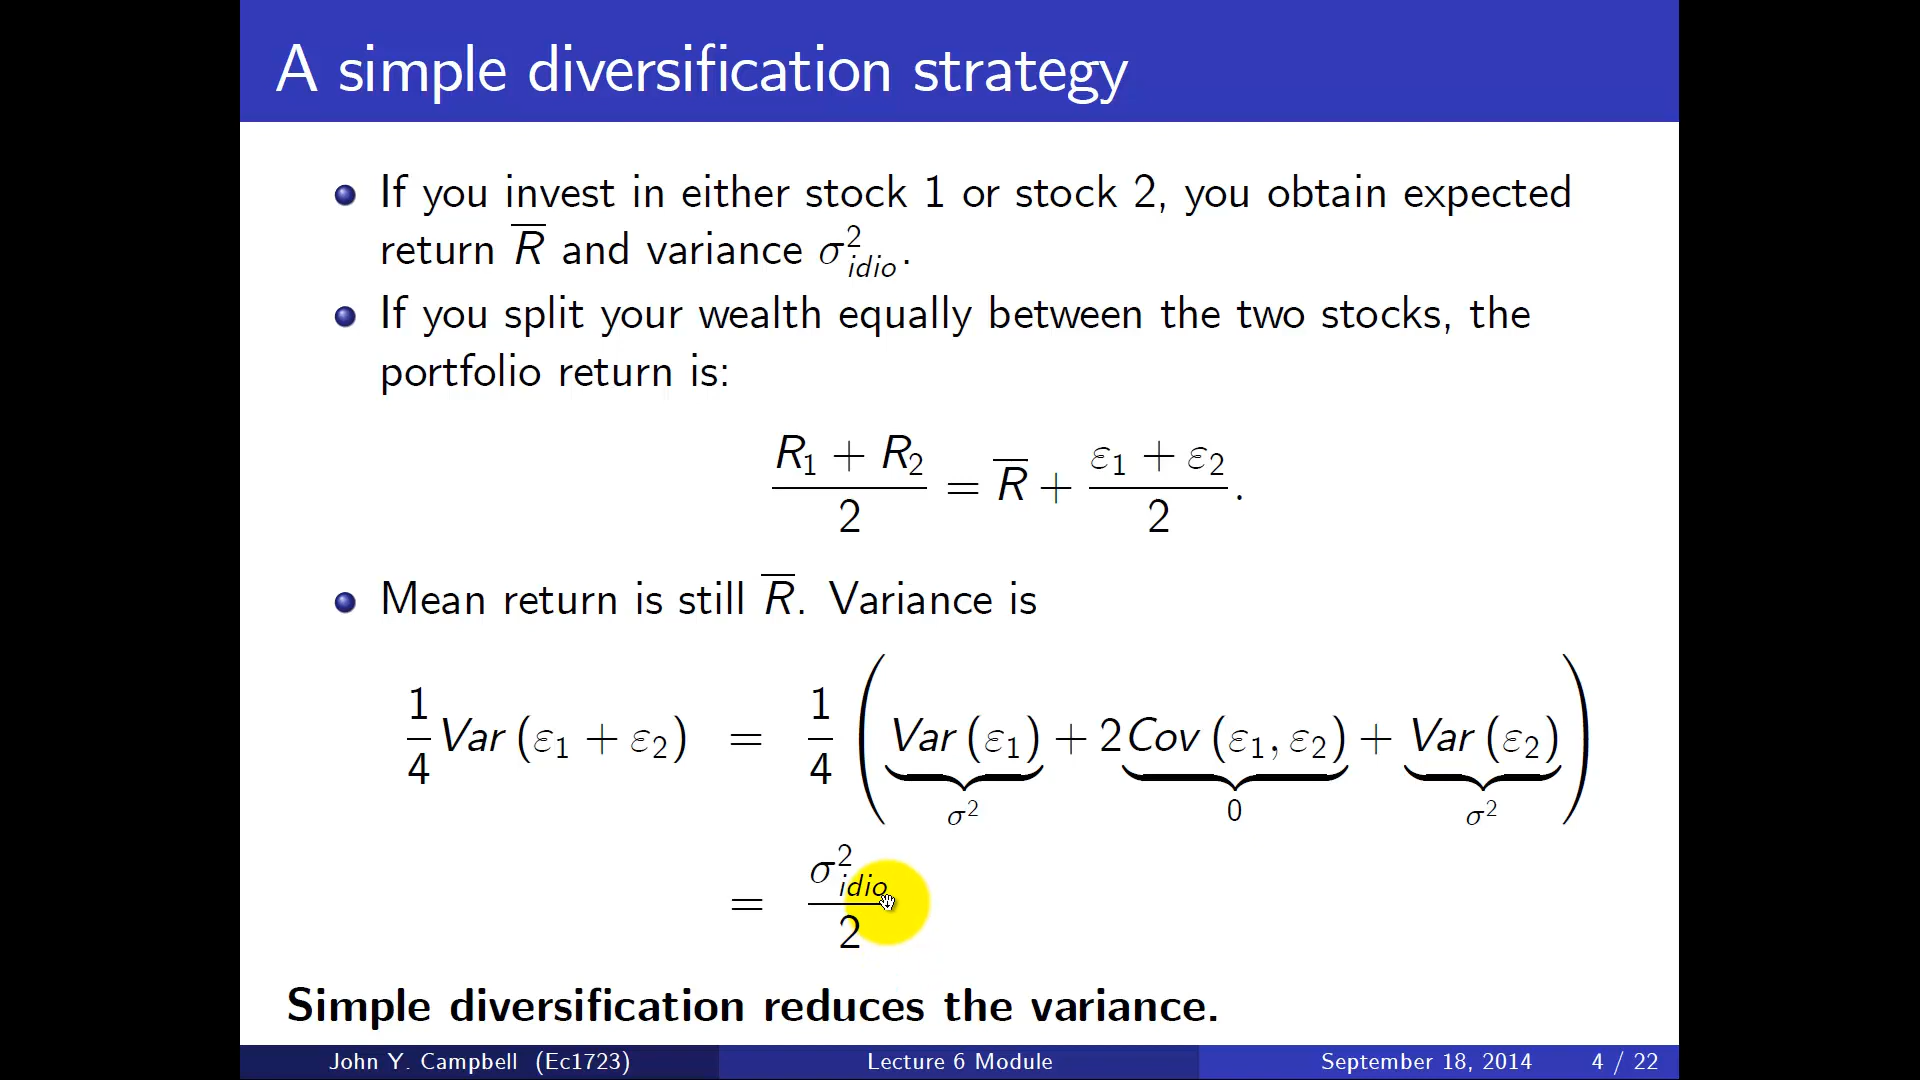 A simple diversification strategy
If you invest in either stock 1 or stock 2, you obtain expected
return R̅ and variance σ²_idio.
If you split your wealth equally between the two stocks, the
portfolio return is:
(R₁ + R₂)/2 = R̅ + (ε₁ + ε₂)/2.
Mean return is still R̅. Variance is
1/4 Var (ε₁ + ε₂) = 1/4 (Var (ε₁) + 2Cov (ε₁, ε₂) + Var (ε₂))
σ² 0 σ²
= σ²_idio/2
Simple diversification reduces the variance.
John Y. Campbell (Ec1723) Lecture 6 Module September 18, 2014 4 / 22